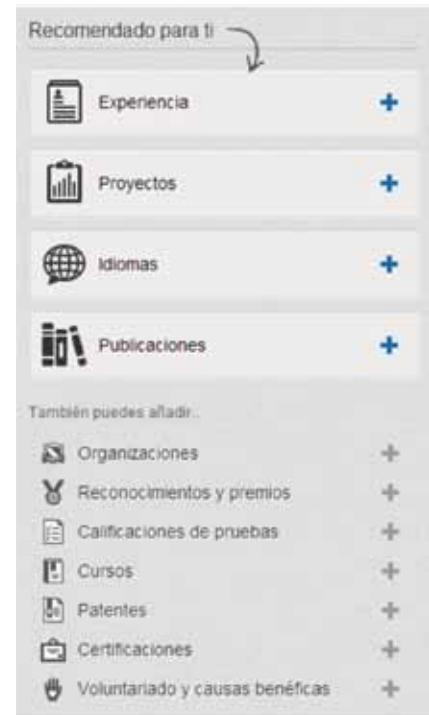 Recomendado para ti
Experiencia
Proyectos
Idiomas
Publicaciones
También puedes añadir..
Organizaciones
Reconocimientos y premios
Calificaciones de pruebas
Cursos
Patentes
Certificaciones
Voluntariado y causas benéficas